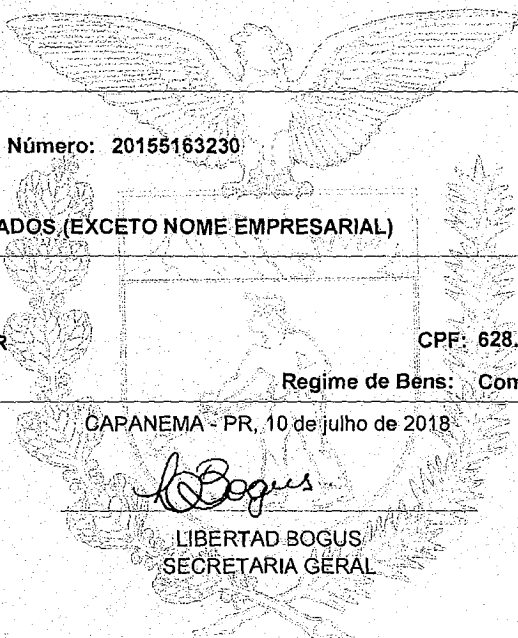 Número: 20155163230
ADOS (EXCETO NOME EMPRESARIAL)
CPF: 628.
Regime de Bens: Com
CAPANEMA - PR, 10 de julho de 2018
LBogus
LIBERTAD BOGUS
SECRETARIA GERAL